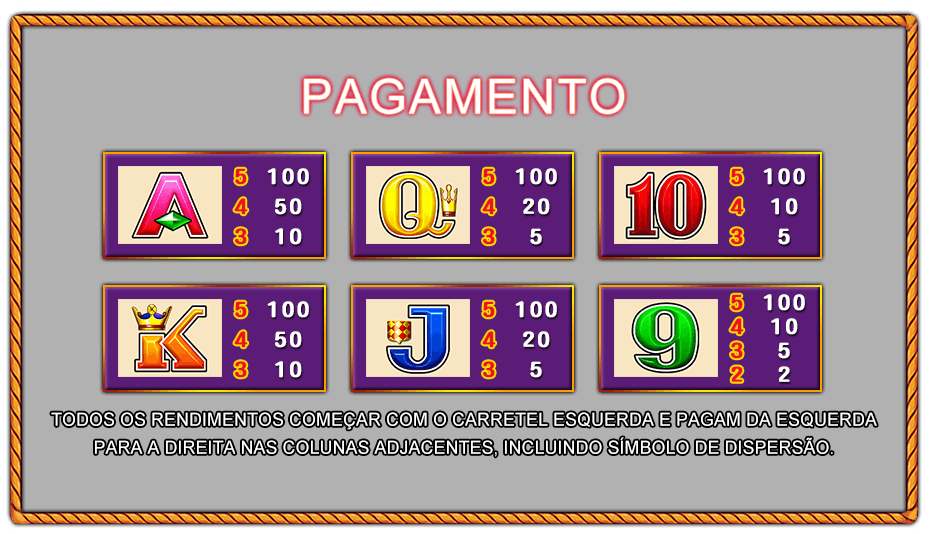 PAGAMENTO
A 5 100 Q 5 100 10 5 100
4 50 4 20 4 10
3 10 3 5 3 5
K 5 100 J 5 100 9 5 100
4 50 4 20 4 10
3 10 3 5 3 5
2 2
TODOS OS RENDIMENTOS COMEÇAR COM O CARRETEL ESQUERDA E PAGAM DA ESQUERDA
PARA A DIREITA NAS COLUNAS ADJACENTES, INCLUINDO SÍMBOLO DE DISPERSÃO.